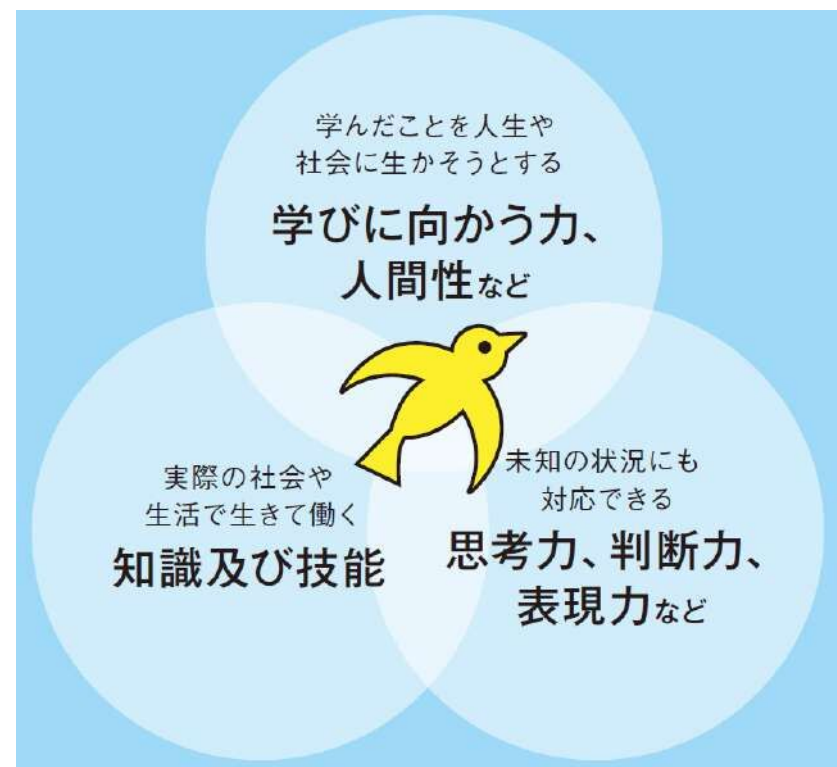 学んだことを人生や
社会に生かそうとする
学びに向かう力、
人間性など
実際の社会や
生活で生きて働く
知識及び技能
未知の状況にも
対応できる
思考力、判断力、
表現力など